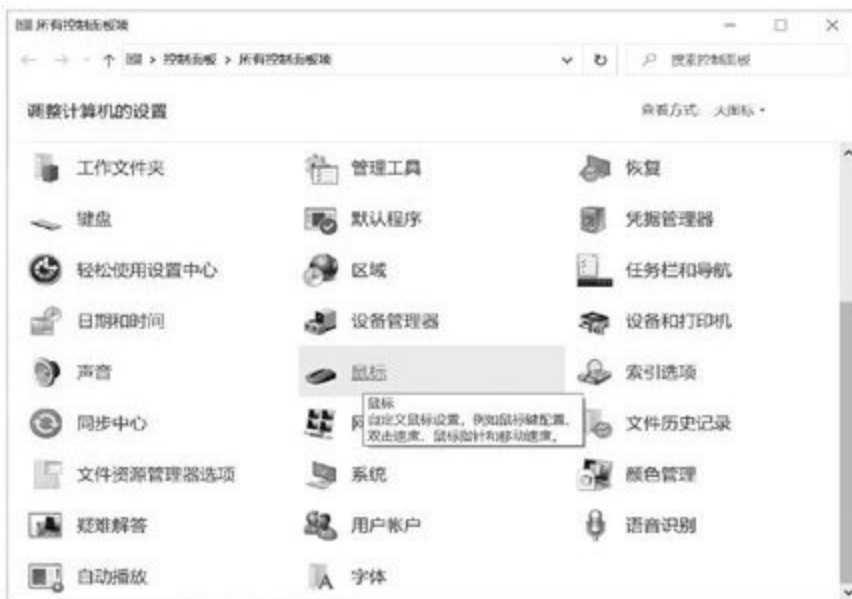 所有控制面板项
控制面板 > 所有控制面板项
搜索控制面板
调整计算机的设置
查看方式: 大图标
工作文件夹
管理工具
恢复
键盘
默认程序
凭据管理器
轻松使用设置中心
区域
任务栏和导航
日期和时间
设备管理器
设备和打印机
声音
鼠标
索引选项
鼠标
自定义鼠标设置，例如鼠标键配置、
双击速度、鼠标指针和移动速度。
同步中心
文件历史记录
文件资源管理器选项
系统
颜色管理
疑难解答
用户帐户
语音识别
自动播放
字体